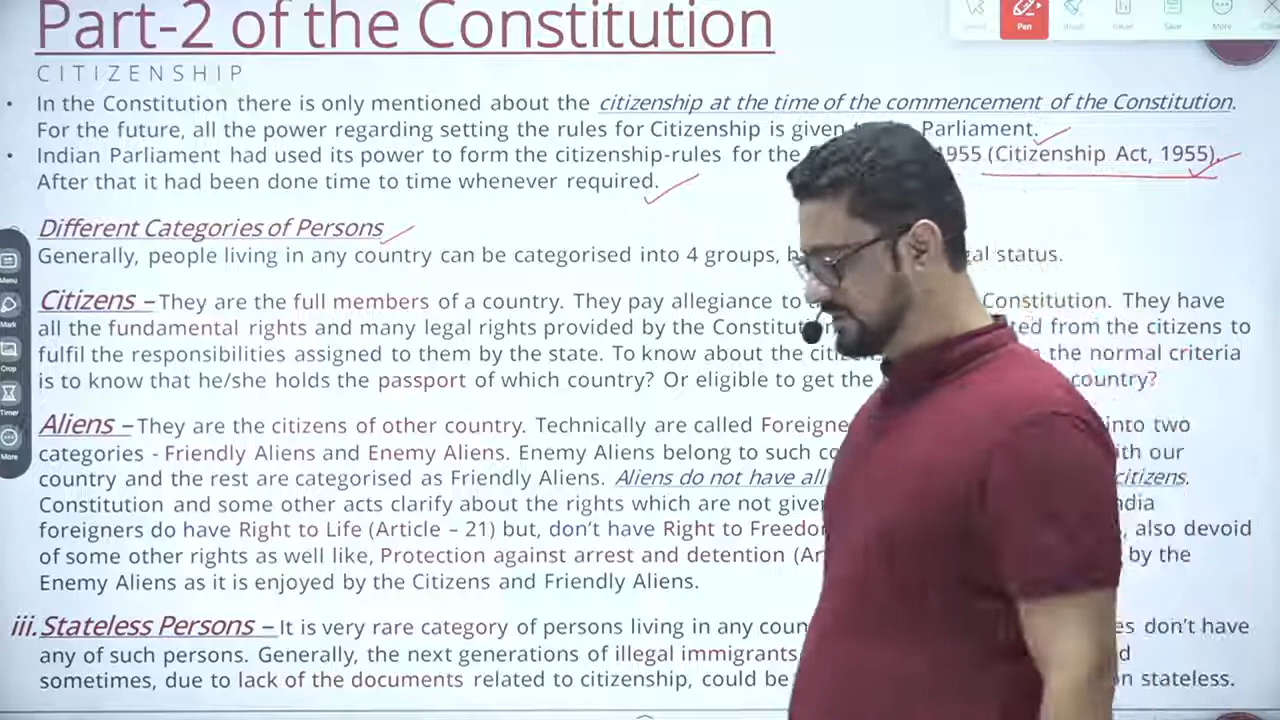 Part-2 of the Constitution
CITIZENSHIP
Pen
Save
More
• In the Constitution there is only mentioned about the citizenship at the time of the commencement of the Constitution.
For the future, all the power regarding setting the rules for Citizenship is given Parliament.
• Indian Parliament had used its power to form the citizenship-rules for the 1955 (Citizenship Act, 1955).
After that it had been done time to time whenever required.
Different Categories of Persons
Generally, people living in any country can be categorised into 4 groups, status.
Citizens – They are the full members of a country. They pay allegiance to Constitution. They have
all the fundamental rights and many legal rights provided by the from the citizens to
fulfil the responsibilities assigned to them by the state. To know about the the normal criteria
is to know that he/she holds the passport of which country? Or eligible to get the country?
Aliens – They are the citizens of other country. Technically are called into two
categories - Friendly Aliens and Enemy Aliens. Enemy Aliens belong to such our
country and the rest are categorised as Friendly Aliens. Aliens do not have all citizens.
Constitution and some other acts clarify about the rights which are not
foreigners do have Right to Life (Article – 21) but, don't have Right to , also devoid
of some other rights as well like, Protection against arrest and detention by the
Enemy Aliens as it is enjoyed by the Citizens and Friendly Aliens.
iii. Stateless Persons – It is very rare category of persons living in any don't have
any of such persons. Generally, the next generations of illegal immigrants
sometimes, due to lack of the documents related to citizenship, could be stateless.
Menu
Mark
Crop
Timer
More